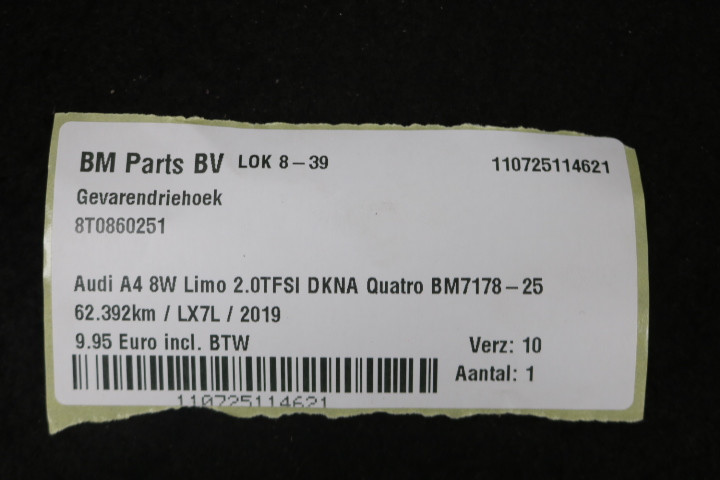 BM Parts BV LOK 8-39 110725114621
Gevarendriehoek
8T0860251
Audi A4 8W Limo 2.0TFSI DKNA Quatro BM7178-25
62.392km / LX7L / 2019
9.95 Euro incl. BTW Verz: 10
Aantal: 1
110725114621